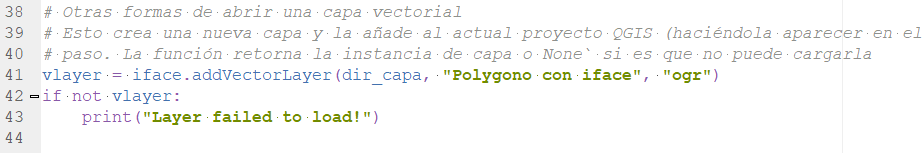 38 # Otras formas de abrir una capa vectorial
39 # Esto crea una nueva capa y la añade al actual proyecto QGIS (haciéndola aparecer en el
40 # paso. La función retorna la instancia de capa o None` si es que no puede cargarla
41 vlayer = iface.addVectorLayer(dir_capa, "Polygono con iface", "ogr")
42 if not vlayer:
43     print("Layer failed to load!")
44